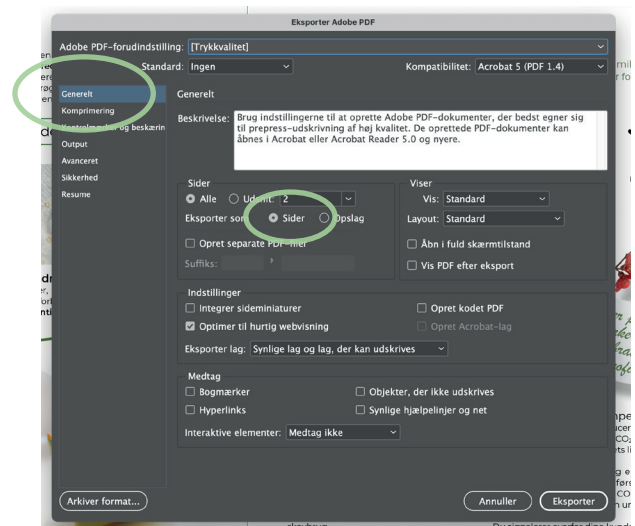 Eksporter Adobe PDF
Adobe PDF-forudindstilling: [Trykkvalitet]
Standard: Ingen
Kompatibilitet: Acrobat 5 (PDF 1.4)
Generelt
Komprimering
og beskærin
Output
Avanceret
Sikkerhed
Resume
Generelt
Beskrivelse: Brug indstillingerne til at oprette Adobe PDF-dokumenter, der bedst egner sig
til prepress-udskrivning af høj kvalitet. De oprettede PDF-dokumenter kan
åbnes i Acrobat eller Acrobat Reader 5.0 og nyere.
Sider
Alle
2
Eksporter som: Sider Opslag
Opret separate PDF-filer
Suffiks:
Viser
Vis: Standard
Layout: Standard
Åbn i fuld skærmtilstand
Vis PDF efter eksport
Indstillinger
Integrer sideminiaturer
Opret kodet PDF
Optimer til hurtig webvisning
Opret Acrobat-lag
Eksporter lag: Synlige lag og lag, der kan udskrives
Medtag
Bogmærker
Objekter, der ikke udskrives
Hyperlinks
Synlige hjælpelinjer og net
Interaktive elementer: Medtag ikke
Arkiver format...
Annuller
Eksporter